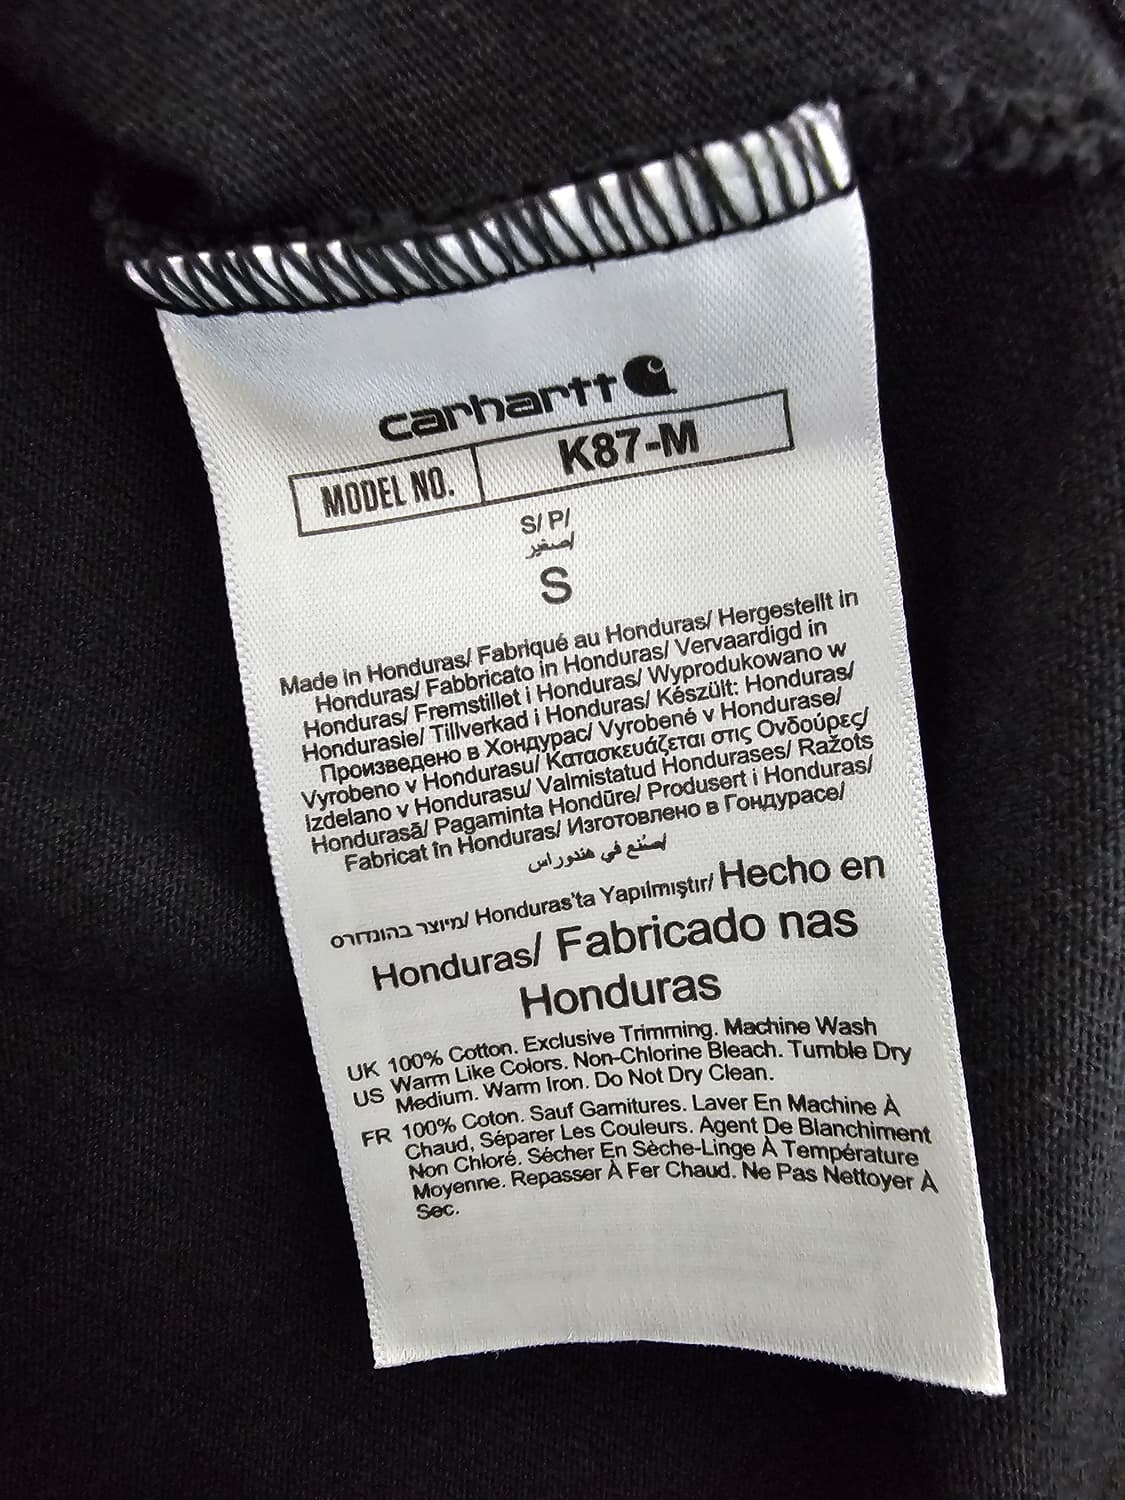 carhartt
MODEL NO. K87-M
S/ P/
صغير/
S
Made in Honduras/ Fabriqué au Honduras/ Hergestellt in
Honduras/ Fabbricato in Honduras/ Vervaardigd in
Honduras/ Fremstillet i Honduras/ Wyprodukowano w
Hondurasie/ Tillverkad i Honduras/ Készült: Honduras/
Произведено в Хондурас/ Vyrobené v Hondurase/
Vyrobeno v Hondurasu/ Κατασκευάζεται στις Ονδούρες/
Izdelano v Hondurasu/ Valmistatud Hondurases/ Ražots
Hondurasā/ Pagaminta Hondūre/ Produsert i Honduras/
Fabricat în Honduras/ Изготовлено в Гондурасе/
صُنع في هندوراس/
מיוצר בהונדורס/ Honduras'ta Yapılmıştır/ Hecho en
Honduras/ Fabricado nas
Honduras
UK 100% Cotton. Exclusive Trimming. Machine Wash
US Warm Like Colors. Non-Chlorine Bleach. Tumble Dry
Medium. Warm Iron. Do Not Dry Clean.
FR 100% Coton. Sauf Garnitures. Laver En Machine À
Chaud, Séparer Les Couleurs. Agent De Blanchiment
Non Chloré. Sécher En Sèche-Linge À Température
Moyenne. Repasser À Fer Chaud. Ne Pas Nettoyer À
Sec.